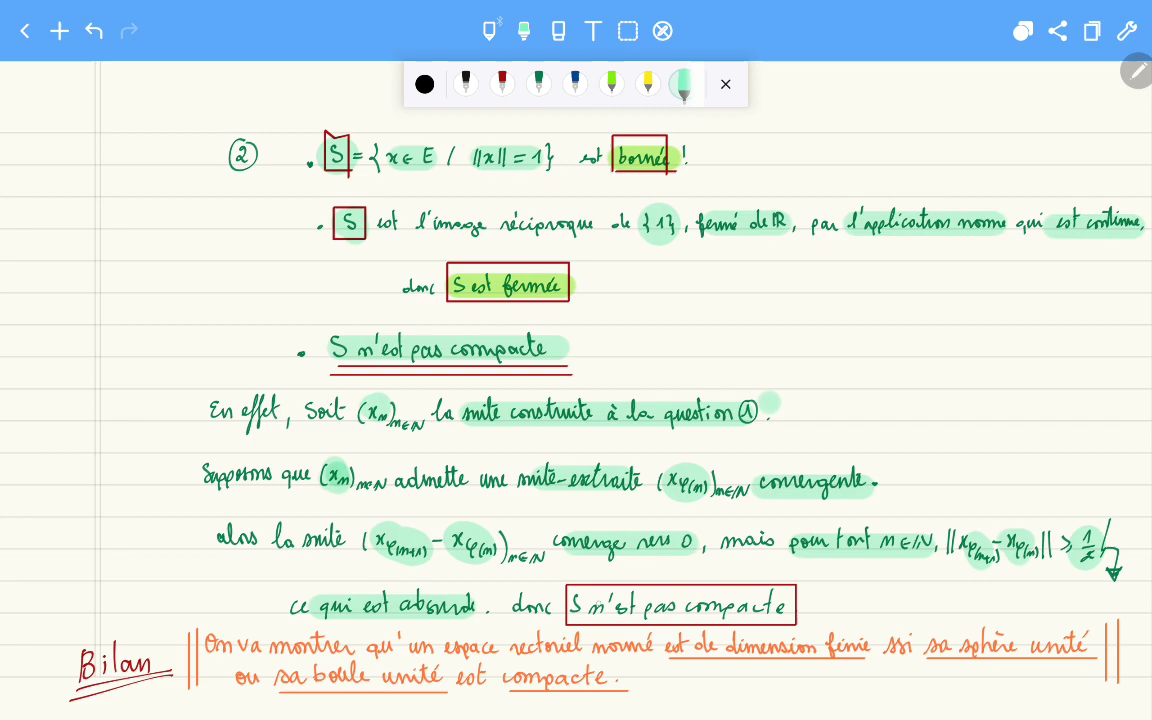 ② • S = { x ∈ E / ||x|| = 1 } est bornée !
• S est l'image réciproque de {1}, fermé de ℝ, par l'application norme qui est continue,
donc S est fermée
• S n'est pas compacte
En effet, Soit (xₙ)ₙ∈ℕ la suite construite à la question ①.
Supposons que (xₙ)ₙ∈ℕ admette une suite-extraite (x_φ(n))ₙ∈ℕ convergente.
alors la suite (x_φ(n+1) - x_φ(n))ₙ∈ℕ converge vers 0, mais pour tout n ∈ ℕ, ||x_φ(n+1) - x_φ(n)|| ≥ 1/2
ce qui est absurde. donc S n'est pas compacte
Bilan On va montrer qu'un espace vectoriel normé est de dimension finie ssi sa sphère unité
ou sa boule unité est compacte.